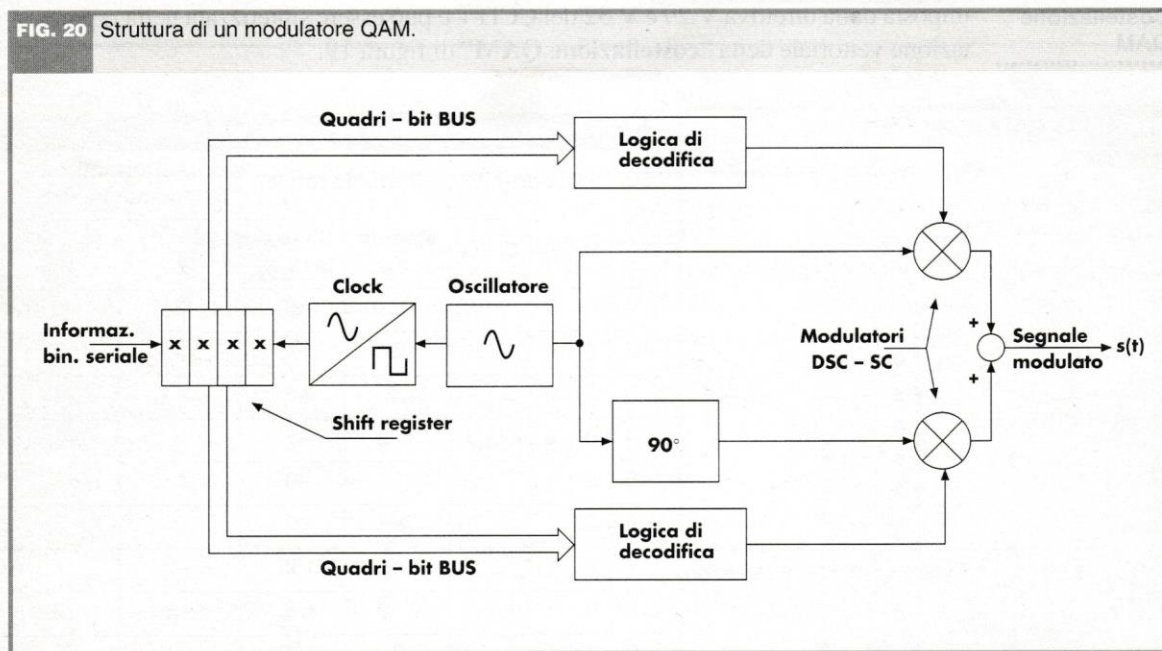 FIG. 20 Struttura di un modulatore QAM.
Quadri – bit BUS
Logica di
decodifica
Clock
Oscillatore
Informaz.
bin. seriale
x x x x
Shift register
90°
Modulatori
DSC – SC
+
+
Segnale
modulato
s(t)
Logica di
decodifica
Quadri – bit BUS